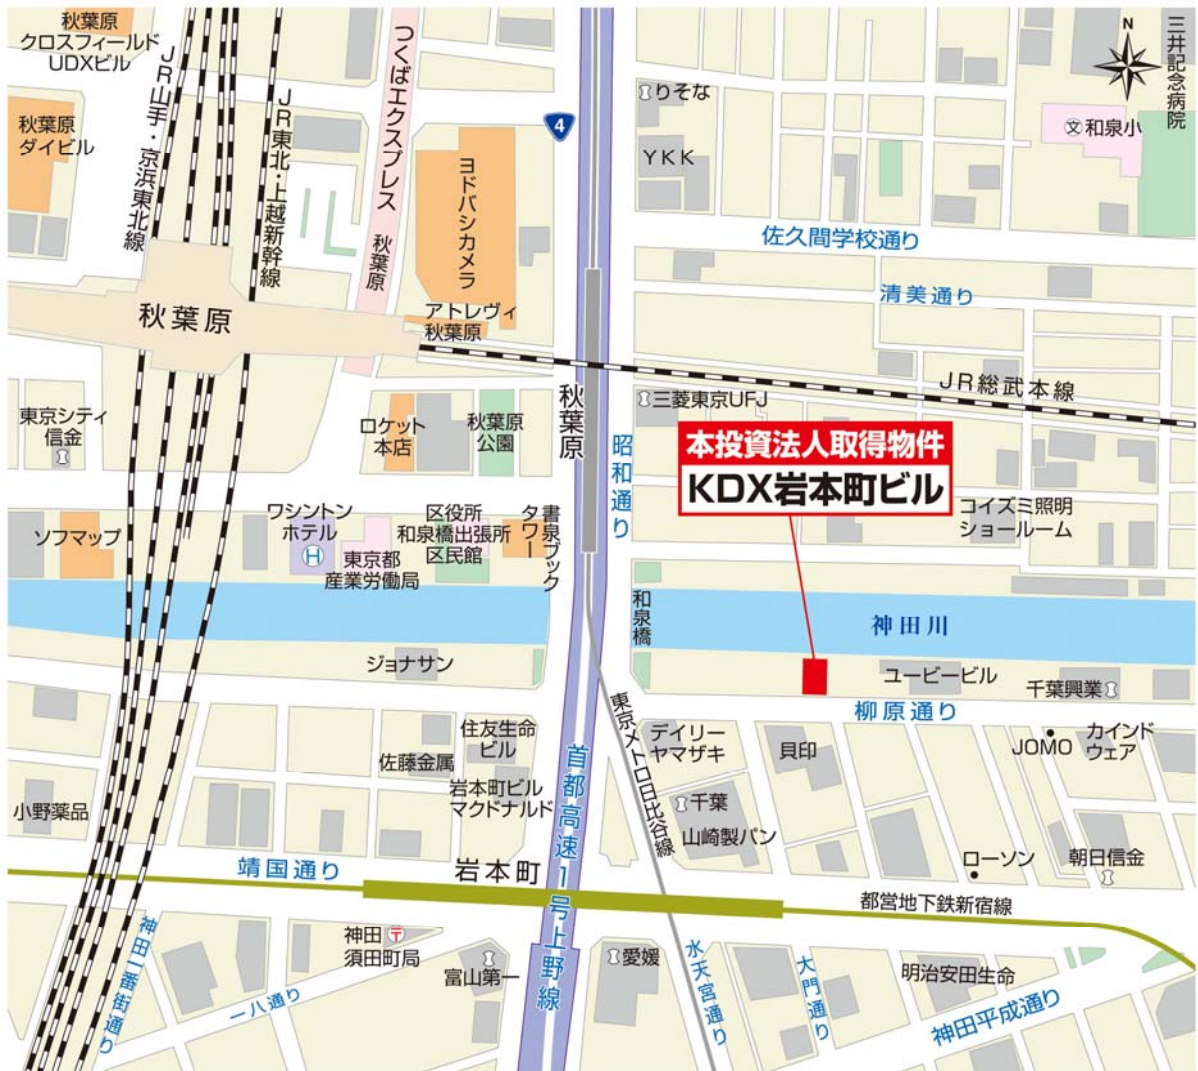 秋葉原
クロスフィールド
UDXビル
JR山手・京浜東北線
JR東北・上越新幹線
つくばエクスプレス
秋葉原
秋葉原
ダイビル
ヨドバシカメラ
4
りそな
YKK
N
三井記念病院
文
和泉小
佐久間学校通り
清美通り
秋葉原
アトレヴィ
秋葉原
JR総武本線
東京シティ
信金
ロケット
本店
秋葉原
公園
秋葉原
昭和通り
三菱東京UFJ
本投資法人取得物件
KDX岩本町ビル
コイズミ照明
ショールーム
ソフマップ
ワシントン
ホテル
H
東京都
産業労働局
区役所
和泉橋出張所
区民館
書泉ブック
タワー
和泉橋
神田川
ジョナサン
ユービービル
千葉興業
柳原通り
東京メトロ日比谷線
デイリー
ヤマザキ
貝印
JOMO
カインド
ウェア
佐藤金属
住友生命
ビル
岩本町ビル
マクドナルド
首都高速1号上野線
千葉
山崎製パン
小野薬品
靖国通り
岩本町
ローソン
朝日信金
都営地下鉄新宿線
神田一番街通り
神田
須田町局
〒
一八通り
富山第一
愛媛
水天宮通り
大門通り
明治安田生命
神田平成通り